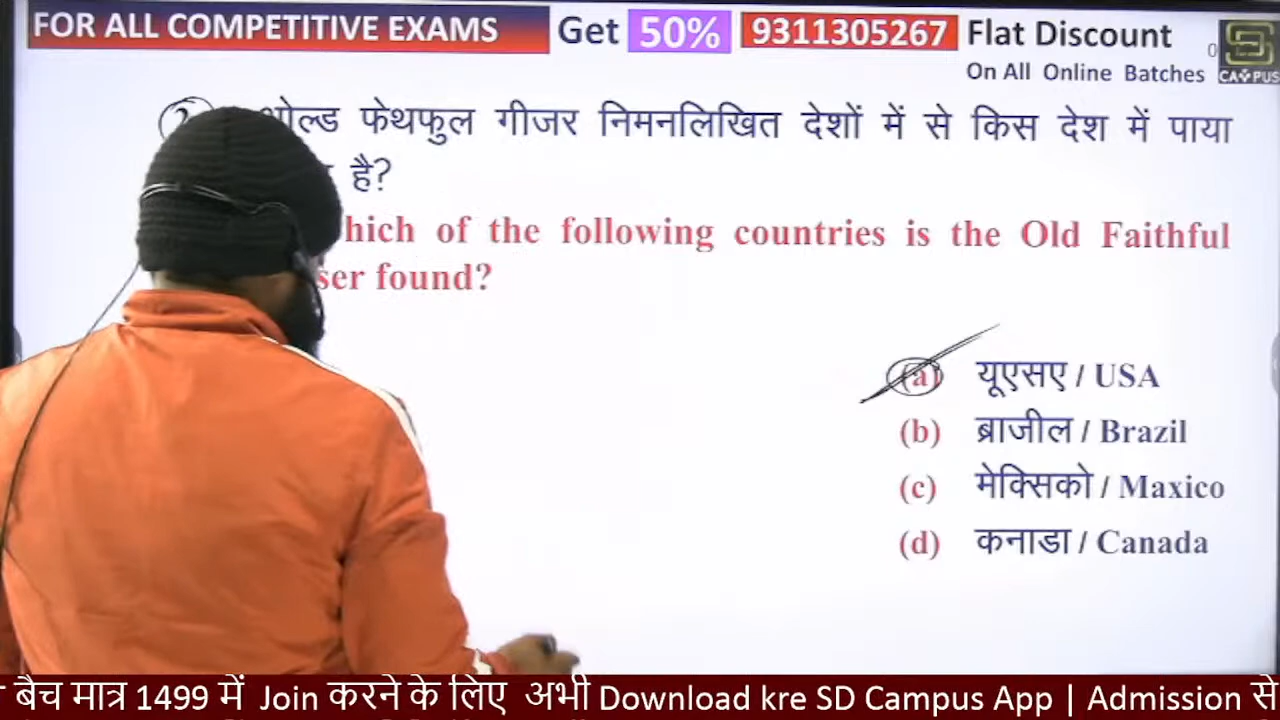 FOR ALL COMPETITIVE EXAMS Get 50% 9311305267 Flat Discount
On All Online Batches
CAMPUS
ओल्ड फेथफुल गीजर निमनलिखित देशों में से किस देश में पाया
है?
hich of the following countries is the Old Faithful
ser found?
(a) यूएसए / USA
(b) ब्राजील / Brazil
(c) मेक्सिको / Maxico
(d) कनाडा / Canada
बैच मात्र 1499 में Join करने के लिए अभी Download kre SD Campus App | Admission से